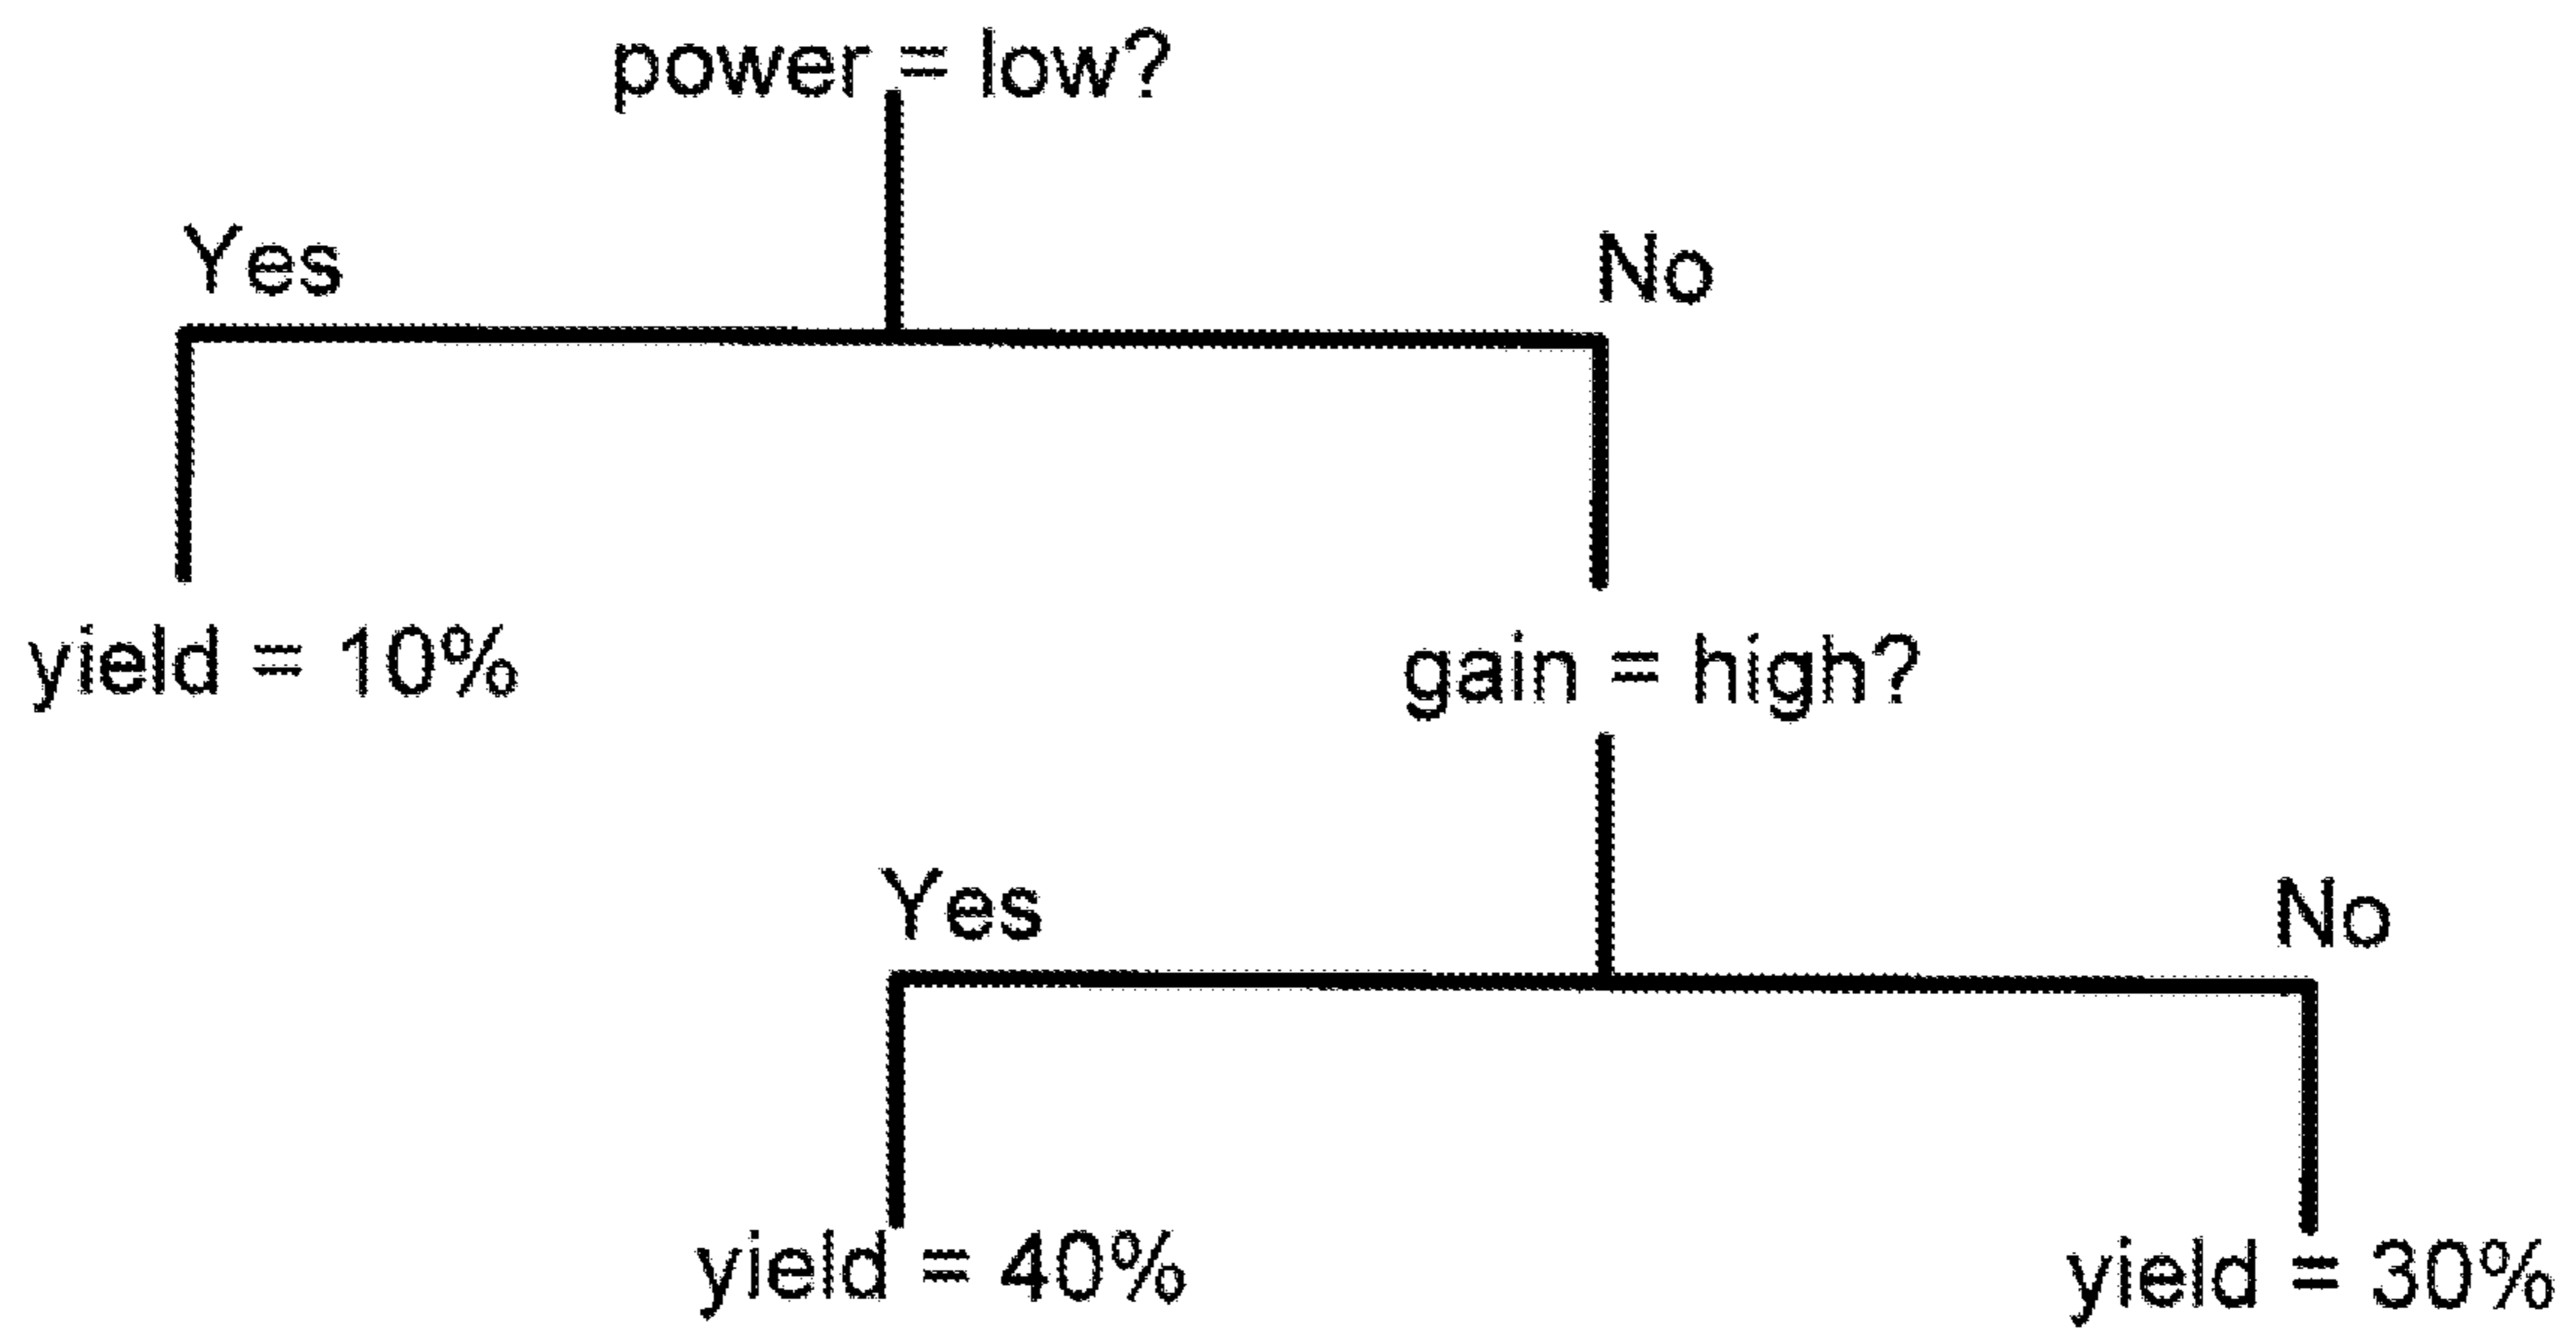 power = low?
Yes
No
yield = 10%
gain = high?
Yes
No
yield = 40%
yield = 30%